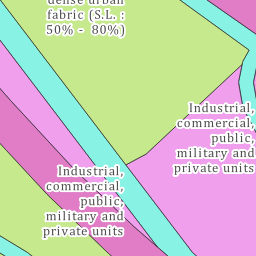 dense urban
fabric (S.L. :
50% -  80%)
Industrial,
commercial,
public,
military and
private units
Industrial,
commercial,
public,
military and
private units